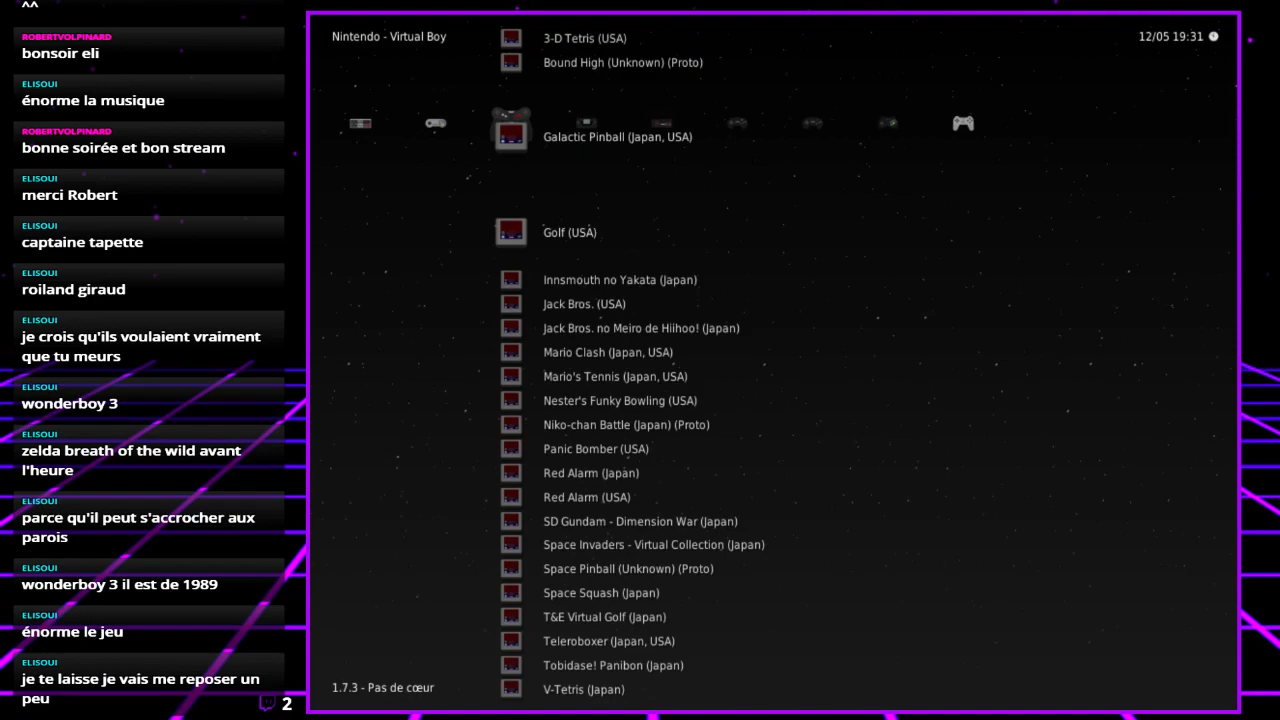 ^^
ROBERTVOLPINARD
bonsoir eli
ELISOUI
énorme la musique
ROBERTVOLPINARD
bonne soirée et bon stream
ELISOUI
merci Robert
ELISOUI
captaine tapette
ELISOUI
roiland giraud
ELISOUI
je crois qu'ils voulaient vraiment
que tu meurs
ELISOUI
wonderboy 3
ELISOUI
zelda breath of the wild avant
l'heure
ELISOUI
parce qu'il peut s'accrocher aux
parois
ELISOUI
wonderboy 3 il est de 1989
ELISOUI
énorme le jeu
ELISOUI
je te laisse je vais me reposer un
peu
2
Nintendo - Virtual Boy
12/05 19:31
3-D Tetris (USA)
Bound High (Unknown) (Proto)
Galactic Pinball (Japan, USA)
Golf (USA)
Innsmouth no Yakata (Japan)
Jack Bros. (USA)
Jack Bros. no Meiro de Hiihoo! (Japan)
Mario Clash (Japan, USA)
Mario's Tennis (Japan, USA)
Nester's Funky Bowling (USA)
Niko-chan Battle (Japan) (Proto)
Panic Bomber (USA)
Red Alarm (Japan)
Red Alarm (USA)
SD Gundam - Dimension War (Japan)
Space Invaders - Virtual Collection (Japan)
Space Pinball (Unknown) (Proto)
Space Squash (Japan)
T&E Virtual Golf (Japan)
Teleroboxer (Japan, USA)
Tobidase! Panibon (Japan)
V-Tetris (Japan)
1.7.3 - Pas de cœur